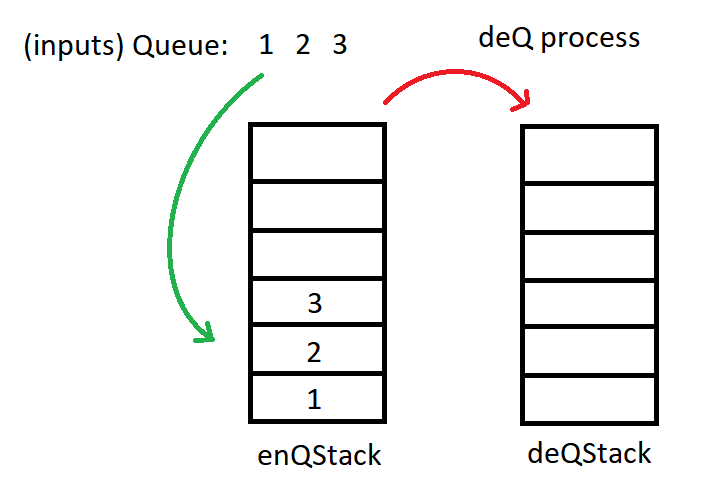 (inputs) Queue: 1 2 3
deQ process
3
2
1
enQStack
deQStack